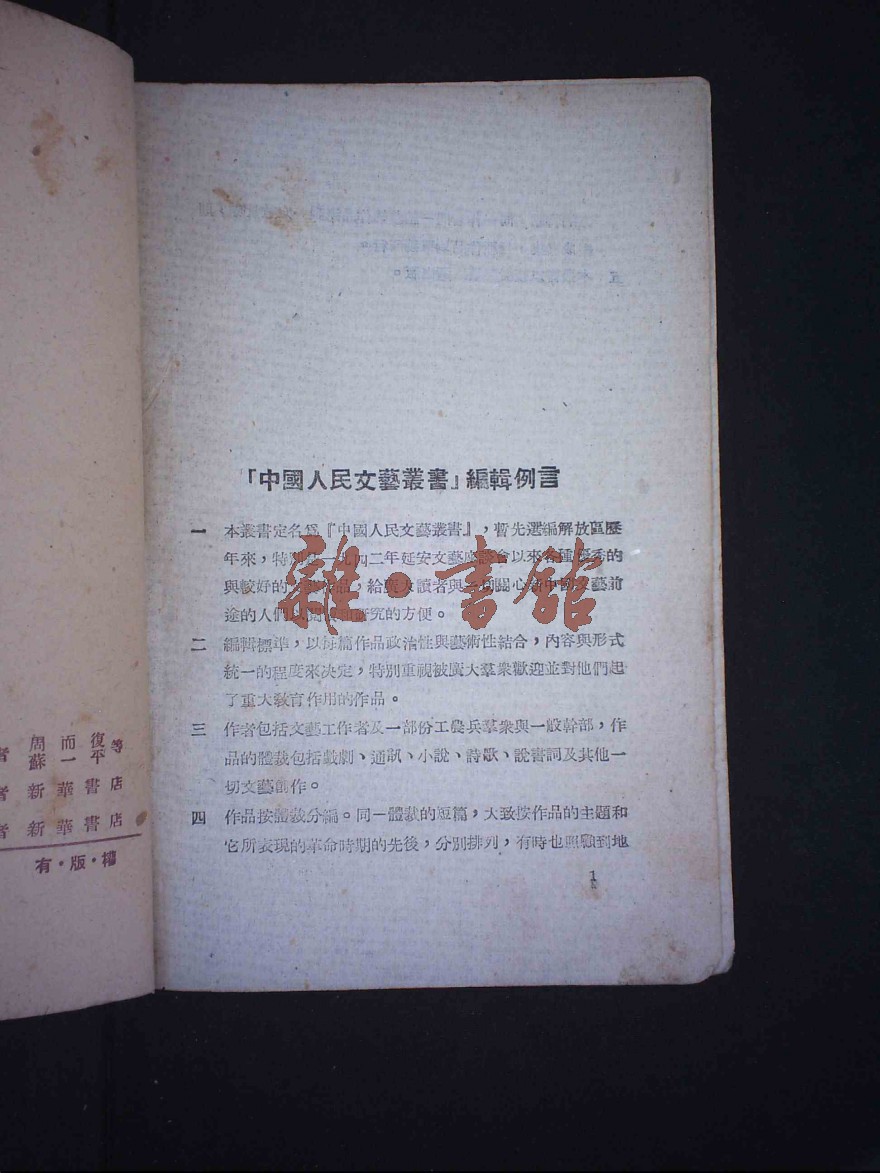 「中國人民文藝叢書」編輯例言
一 本叢書定名爲『中國人民文藝叢書』，暫先選編解放區歷
年來，特別是一九四二年延安文藝座談會以來各種優秀的
與較好的文藝作品，給廣大讀者與一切關心新中國文藝前
途的人們以閱讀和研究的方便。
二 編輯標準，以每篇作品政治性與藝術性結合，內容與形式
統一的程度來决定，特別重視被廣大羣衆歡迎並對他們起
了重大敎育作用的作品。
三 作者包括文藝工作者及一部份工農兵羣衆與一般幹部，作
品的體裁包括戲劇、通訊、小說、詩歌、說書詞及其他一
切文藝創作。
四 作品按體裁分編。同一體裁的短篇，大致按作品的主題和
它所表現的革命時期的先後，分別排列，有時也照顧到地
1
者 周而復等
蘇一平
者 新華書店
者 新華書店
有·版·權
雜·書館